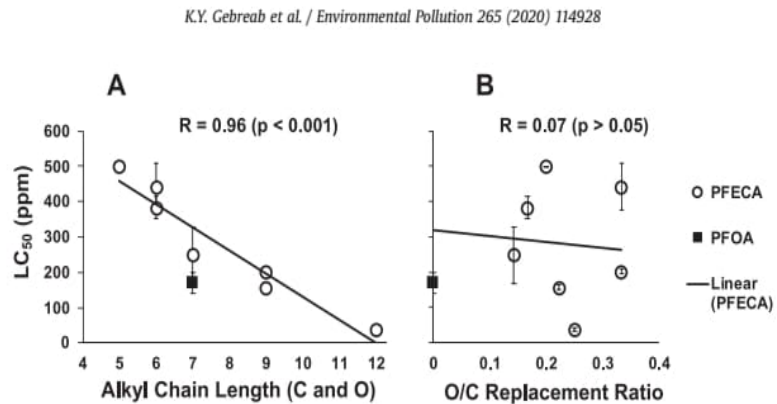 K.Y. Gebreab et al. / Environmental Pollution 265 (2020) 114928
A
B
R = 0.96 (p < 0.001)
R = 0.07 (p > 0.05)
LC50 (ppm)
600
500
400
300
200
100
0
4 5 6 7 8 9 10 11 12
Alkyl Chain Length (C and O)
0 0.1 0.2 0.3 0.4
O/C Replacement Ratio
PFECA
PFOA
Linear
(PFECA)